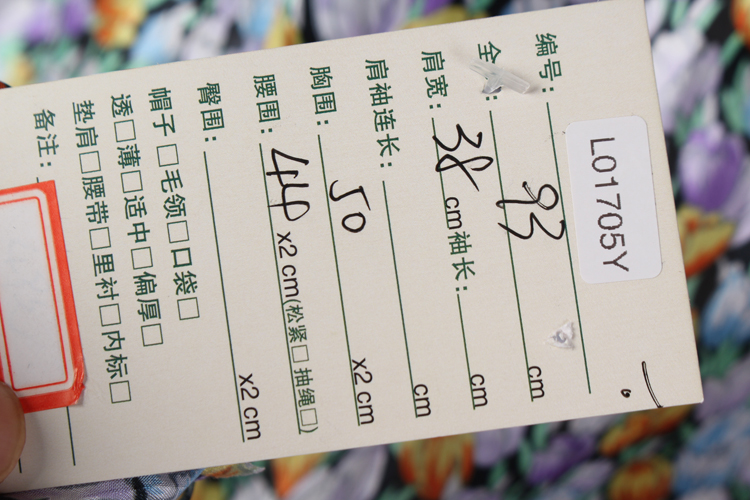 编号: L01705Y
全 : 93 cm
肩宽: 38 cm 袖长: cm
肩袖连长: cm
胸围: 50 x2 cm
腰围: 44 x2 cm(松紧□ 抽绳□)
臀围: x2 cm
帽子□毛领□口袋□
透□薄□适中□偏厚□
垫肩□腰带□里衬□内标□
备注: